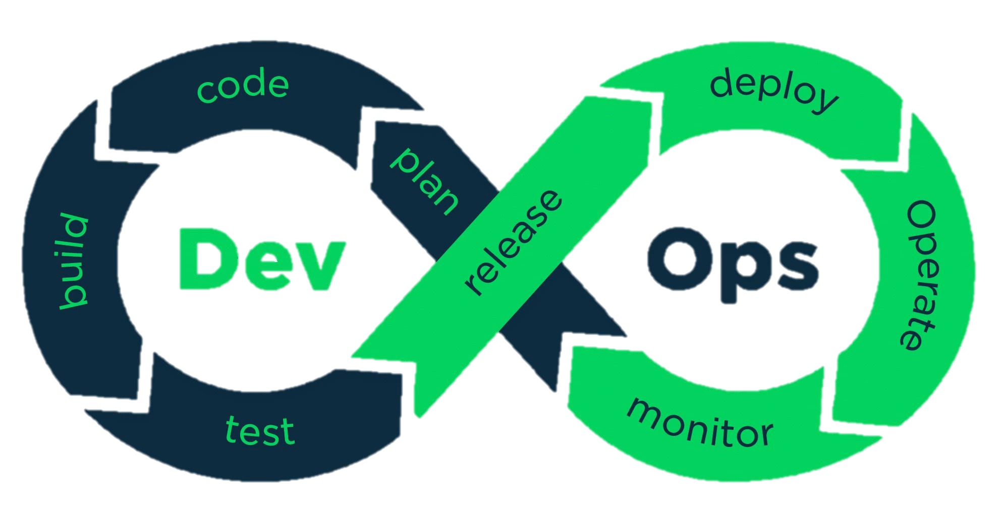 code
plan
build
Dev
test
release
deploy
Ops
Operate
monitor